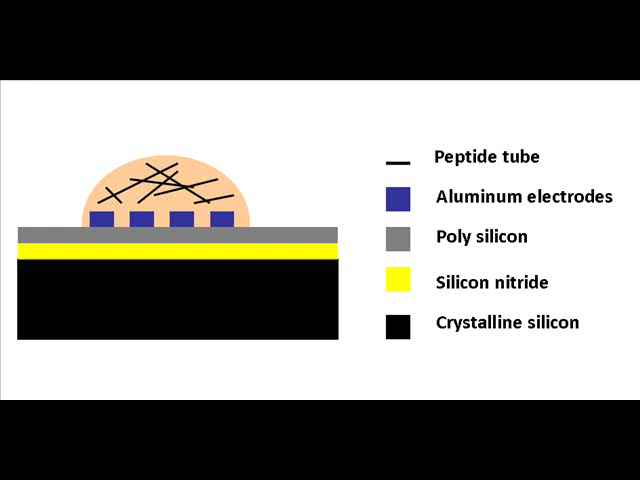 Peptide tube
Aluminum electrodes
Poly silicon
Silicon nitride
Crystalline silicon